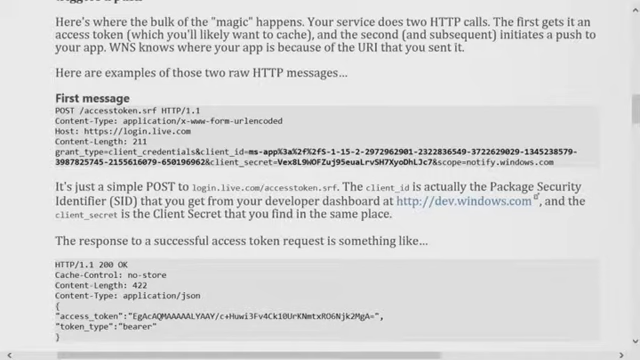 Here's where the bulk of the "magic" happens. Your service does two HTTP calls. The first gets it an
access token (which you'll likely want to cache), and the second (and subsequent) initiates a push to
your app. WNS knows where your app is because of the URI that you sent it.
Here are examples of those two raw HTTP messages…
First message
POST /accesstoken.srf HTTP/1.1
Content-Type: application/x-www-form-urlencoded
Host: https://login.live.com
Content-Length: 211
grant_type=client_credentials&client_id=ms-app%3a%2f%2fS-1-15-2-2972962901-2322836549-3722629029-1345238579-
3987825745-2155616079-650196962&client_secret=Vex8L9WOFZuj95euaLrvSH7XyoDhLJc7&scope=notify.windows.com
It's just a simple POST to login.live.com/accesstoken.srf. The client_id is actually the Package Security
Identifier (SID) that you get from your developer dashboard at http://dev.windows.com, and the
client_secret is the Client Secret that you find in the same place.
The response to a successful access token request is something like…
HTTP/1.1 200 OK
Cache-Control: no-store
Content-Length: 422
Content-Type: application/json
{
"access_token":"EgAcAQMAAAAALYAAY/c+Huwi3Fv4Ck10UrKNmtxRO6Njk2MgA=",
"token_type":"bearer"
}